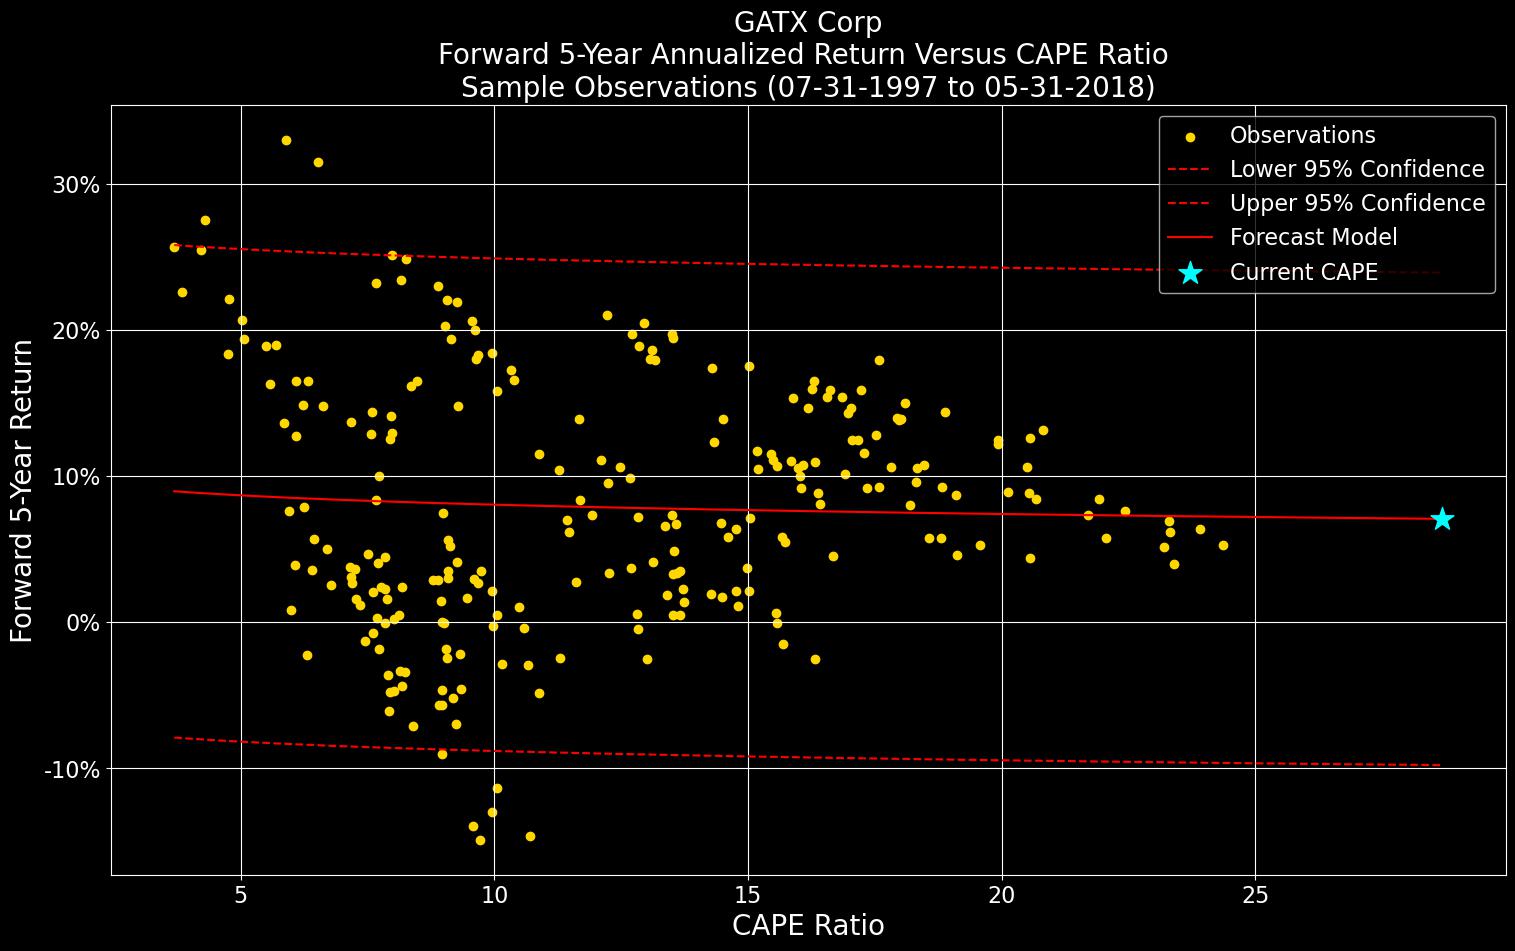 GATX Corp
Forward 5-Year Annualized Return Versus CAPE Ratio
Sample Observations (07-31-1997 to 05-31-2018)
Observations
Lower 95% Confidence
Upper 95% Confidence
Forecast Model
Current CAPE
Forward 5-Year Return
30%
20%
10%
0%
-10%
5
10
15
20
25
CAPE Ratio